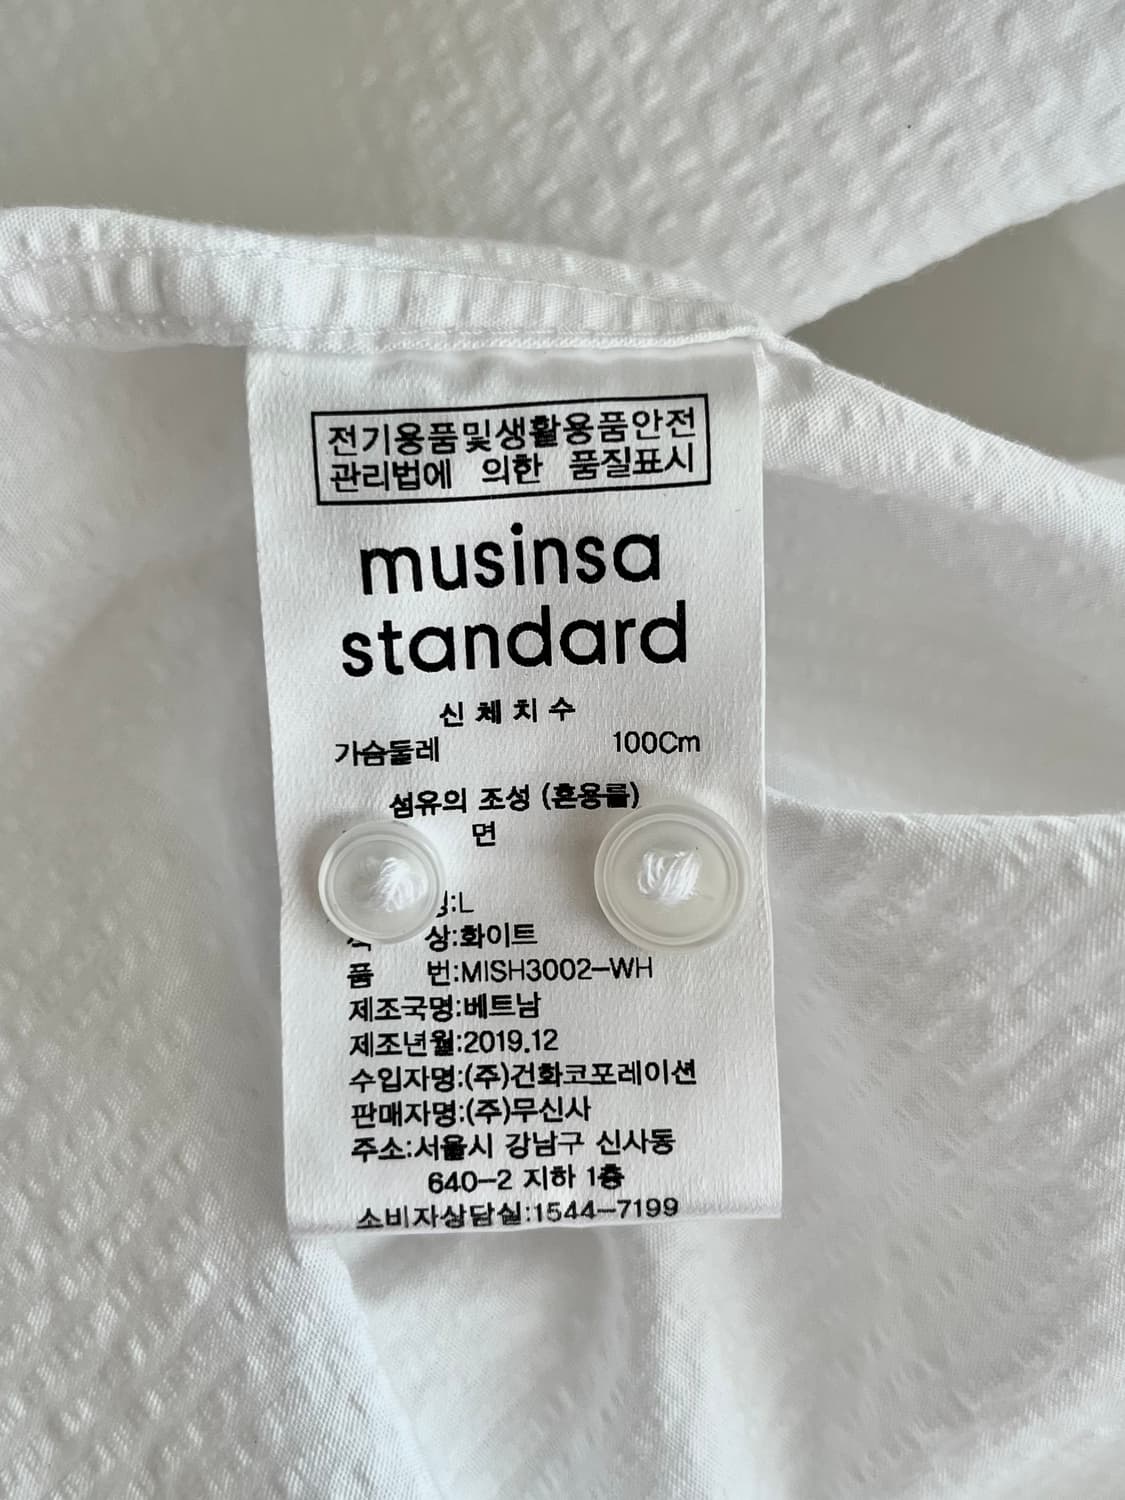 전기용품및생활용품안전
관리법에 의한 품질표시
musinsa
standard
신체치수
가슴둘레 100Cm
섬유의 조성 (혼용률)
면
:L
상:화이트
품 번:MISH3002-WH
제조국명:베트남
제조년월:2019.12
수입자명:(주)건화코포레이션
판매자명:(주)무신사
주소:서울시 강남구 신사동
640-2 지하 1층
소비자상담실:1544-7199